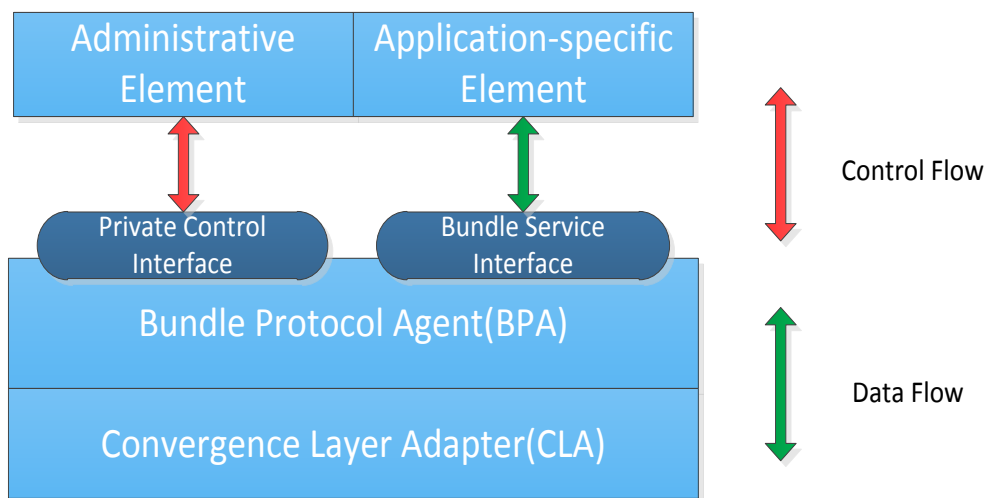 Administrative
Element
Application-specific
Element
Control Flow
Private Control
Interface
Bundle Service
Interface
Bundle Protocol Agent(BPA)
Data Flow
Convergence Layer Adapter(CLA)